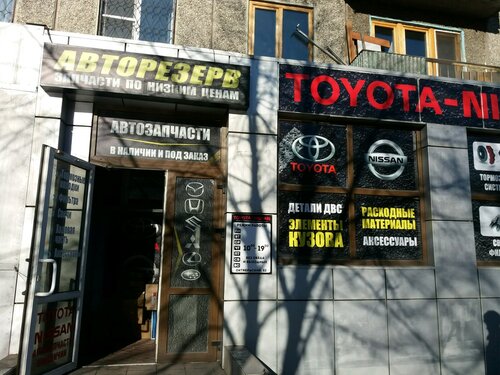 АВТОРЕЗЕРВ
ЗАПЧАСТИ ПО НИЗКИМ ЦЕНАМ
АВТОЗАПЧАСТИ
В НАЛИЧИИ И ПОД ЗАКАЗ
TOYOTA-NI
TOYOTA
NISSAN
ДЕТАЛИ ДВС
ЭЛЕМЕНТЫ
КУЗОВА
РАСХОДНЫЕ
МАТЕРИАЛЫ
АКСЕССУАРЫ
10 19
TOYOTA
NISSAN